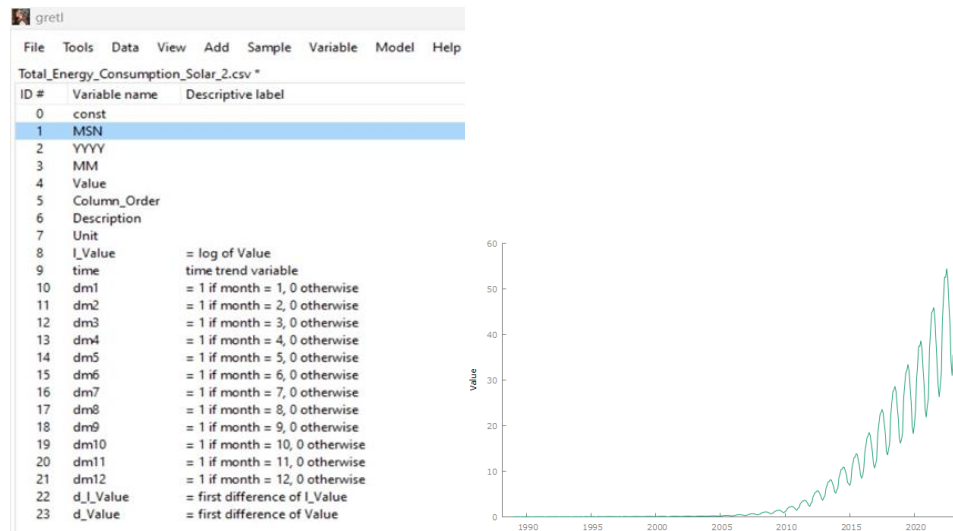 gretl
File Tools Data View Add Sample Variable Model Help
Total_Energy_Consumption_Solar_2.csv *
ID # Variable name Descriptive label
0 const
1 MSN
2 YYYY
3 MM
4 Value
5 Column_Order
6 Description
7 Unit
8 l_Value = log of Value
9 time time trend variable
10 dm1 = 1 if month = 1, 0 otherwise
11 dm2 = 1 if month = 2, 0 otherwise
12 dm3 = 1 if month = 3, 0 otherwise
13 dm4 = 1 if month = 4, 0 otherwise
14 dm5 = 1 if month = 5, 0 otherwise
15 dm6 = 1 if month = 6, 0 otherwise
16 dm7 = 1 if month = 7, 0 otherwise
17 dm8 = 1 if month = 8, 0 otherwise
18 dm9 = 1 if month = 9, 0 otherwise
19 dm10 = 1 if month = 10, 0 otherwise
20 dm11 = 1 if month = 11, 0 otherwise
21 dm12 = 1 if month = 12, 0 otherwise
22 d_l_Value = first difference of l_Value
23 d_Value = first difference of Value
60
50
40
30
20
10
0
Value
1990 1995 2000 2005 2010 2015 2020